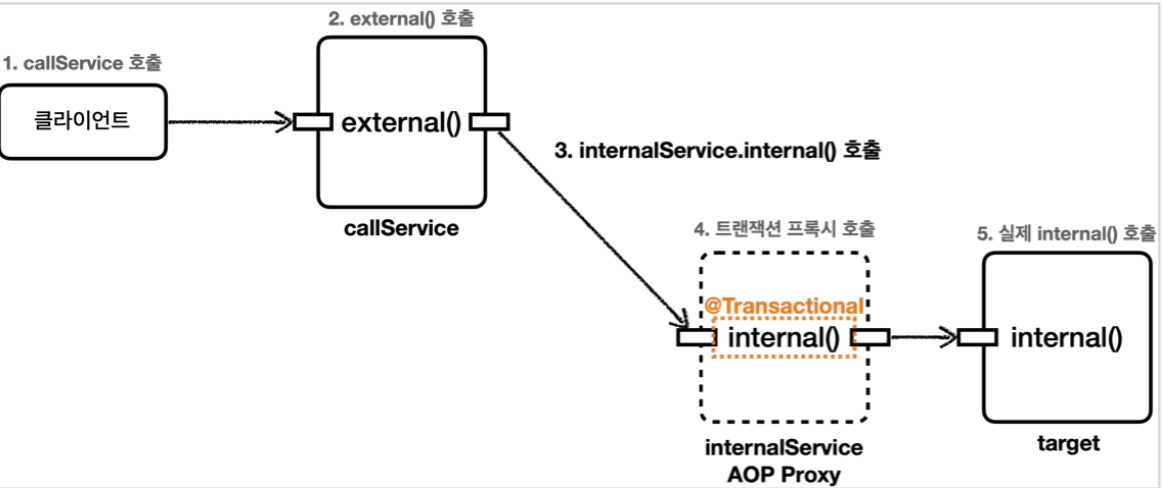 2. external() 호출
1. callService 호출
클라이언트
external()
3. internalService.internal() 호출
callService
4. 트랜잭션 프록시 호출
5. 실제 internal() 호출
@Transactional
internal()
internal()
internalService
AOP Proxy
target